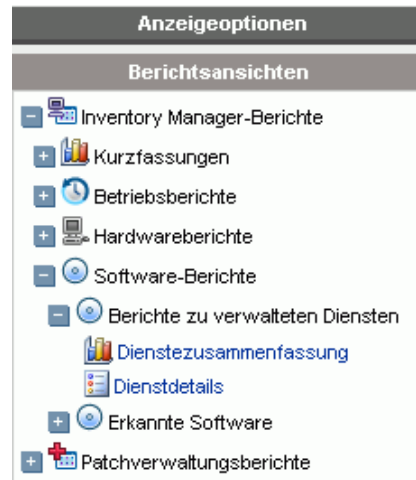 Anzeigeoptionen
Berichtsansichten
Inventory Manager-Berichte
Kurzfassungen
Betriebsberichte
Hardwareberichte
Software-Berichte
Berichte zu verwalteten Diensten
Dienstezusammenfassung
Dienstdetails
Erkannte Software
Patchverwaltungsberichte